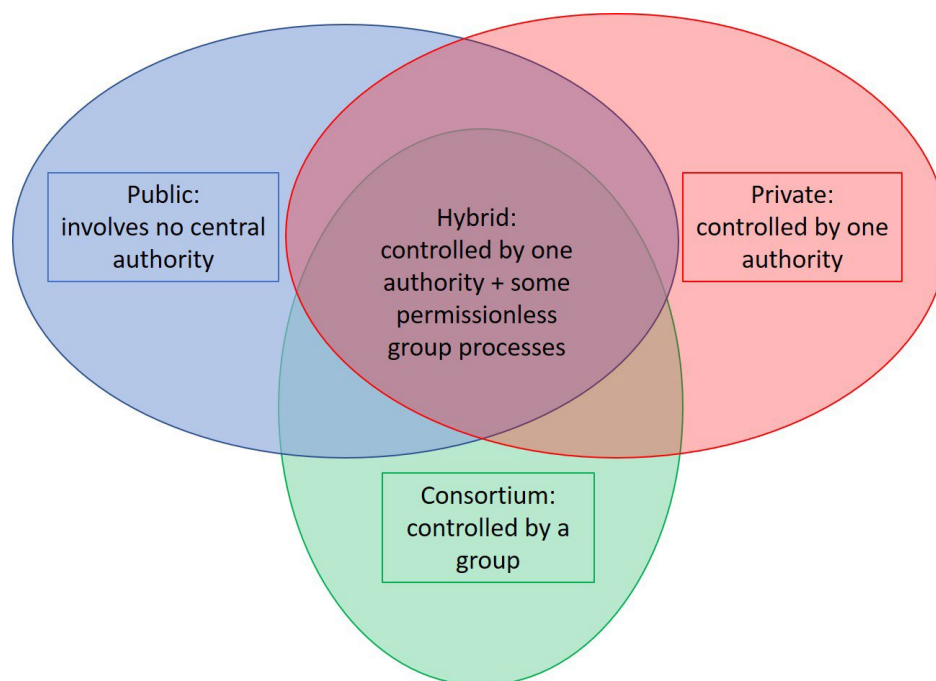 Public:
involves no central
authority
Hybrid:
controlled by one
authority + some
permissionless
group processes
Private:
controlled by one
authority
Consortium:
controlled by a
group